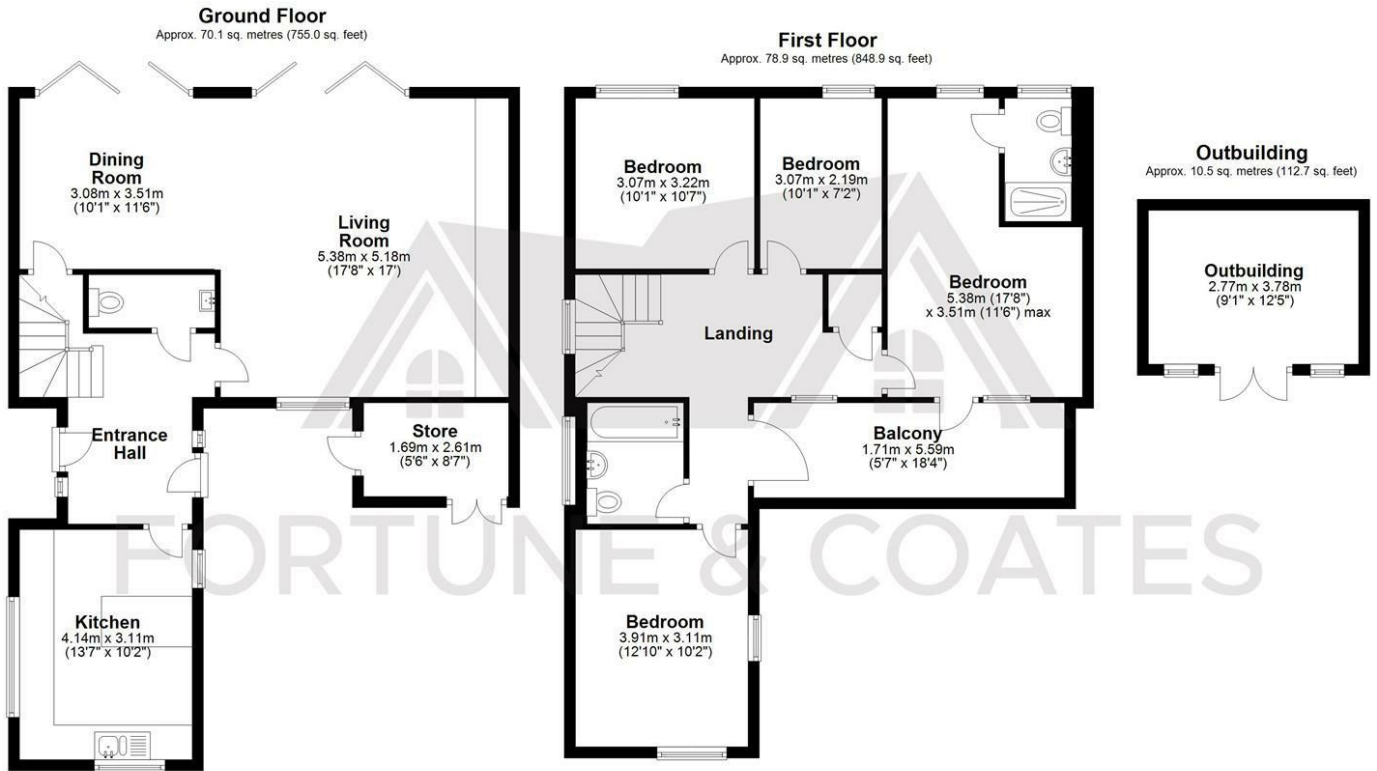 Ground Floor
Approx. 70.1 sq. metres (755.0 sq. feet)
Dining
Room
3.08m x 3.51m
(10'1" x 11'6")
Living
Room
5.38m x 5.18m
(17'8" x 17')
Entrance
Hall
Store
1.69m x 2.61m
(5'6" x 8'7")
Kitchen
4.14m x 3.11m
(13'7" x 10'2")
First Floor
Approx. 78.9 sq. metres (848.9 sq. feet)
Bedroom
3.07m x 3.22m
(10'1" x 10'7")
Bedroom
3.07m x 2.19m
(10'1" x 7'2")
Bedroom
5.38m (17'8")
x 3.51m (11'6") max
Landing
Balcony
1.71m x 5.59m
(5'7" x 18'4")
Bedroom
3.91m x 3.11m
(12'10" x 10'2")
Outbuilding
Approx. 10.5 sq. metres (112.7 sq. feet)
Outbuilding
2.77m x 3.78m
(9'1" x 12'5")
FORTUNE & COATES